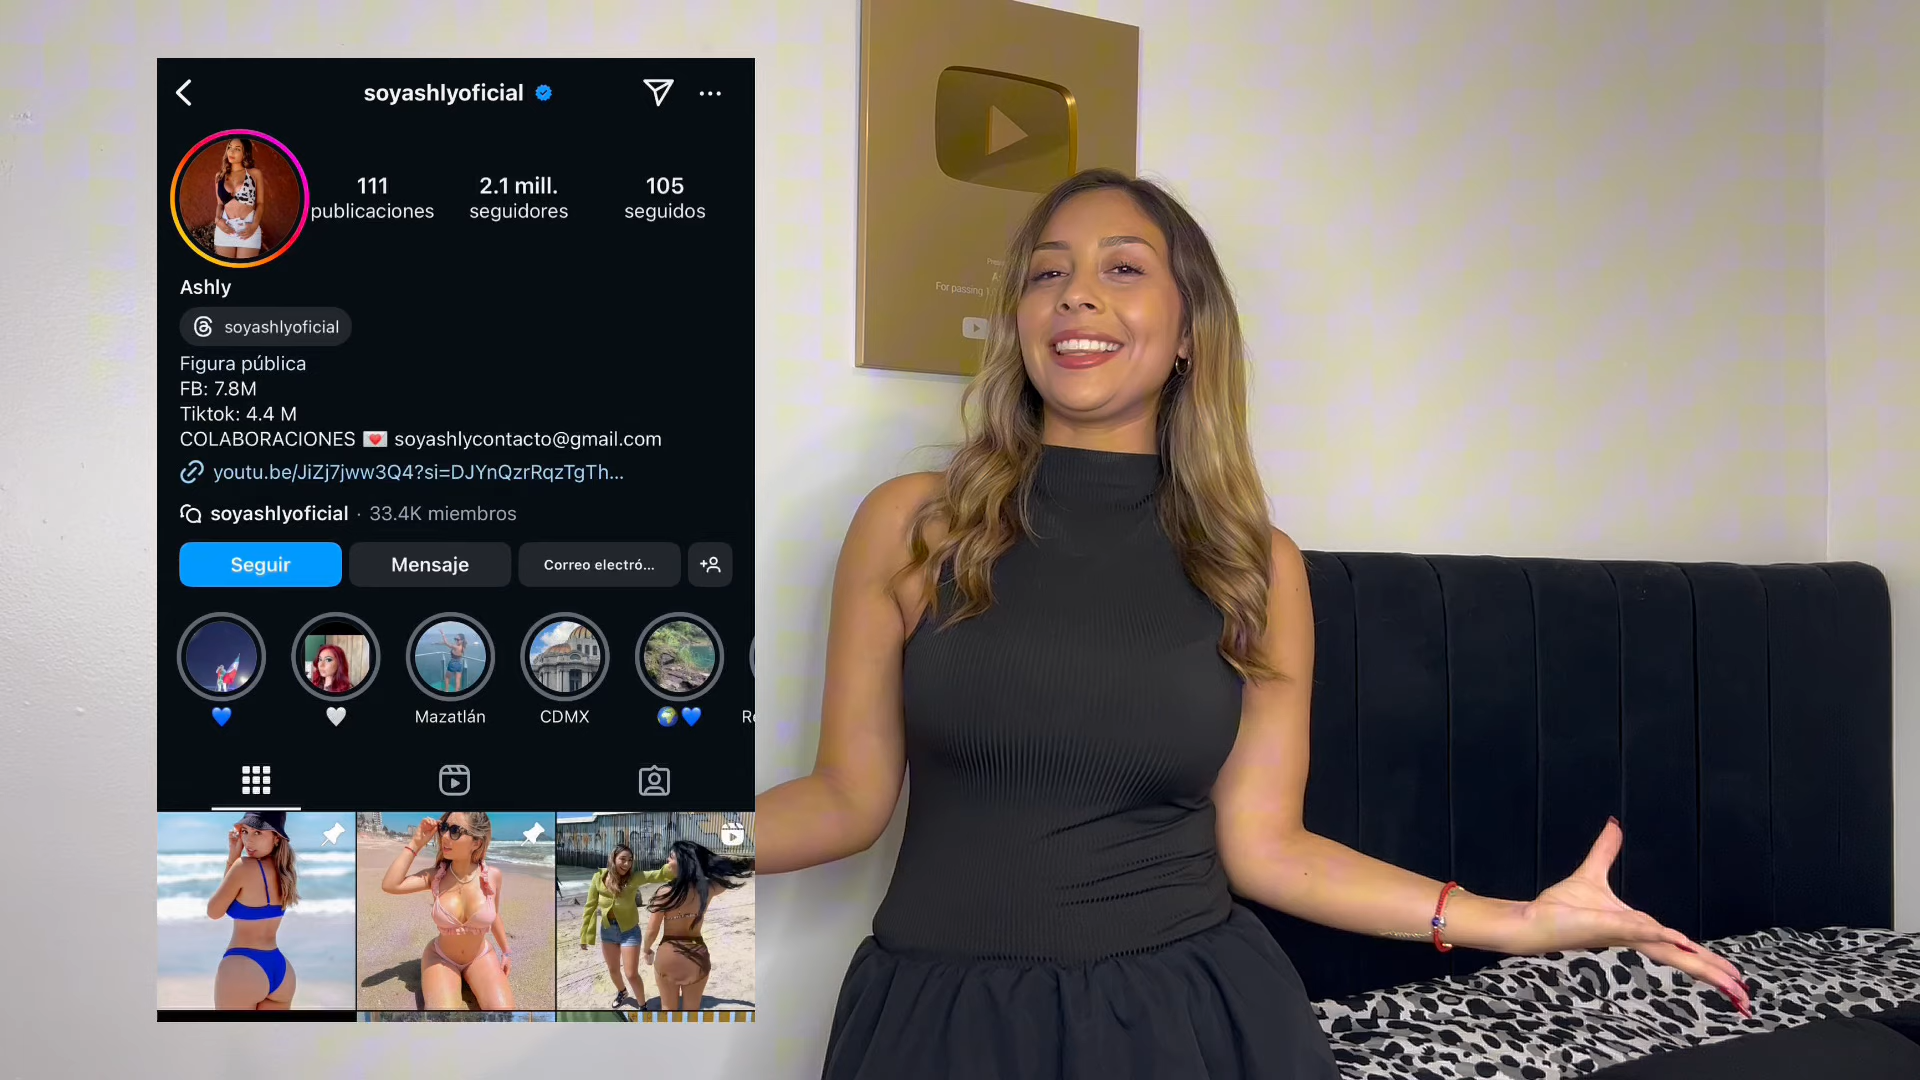 soyashlyoficial
111
publicaciones
2.1 mill.
seguidores
105
seguidos
Ashly
soyashlyoficial
Figura pública
FB: 7.8M
Tiktok: 4.4 M
COLABORACIONES 💌 soyashlycontacto@gmail.com
youtu.be/JiZj7jww3Q4?si=DJYnQzrRqzTgTh...
soyashlyoficial · 33.4K miembros
Seguir
Mensaje
Correo electró...
💙
🤍
Mazatlán
CDMX
🌍💙
For passing